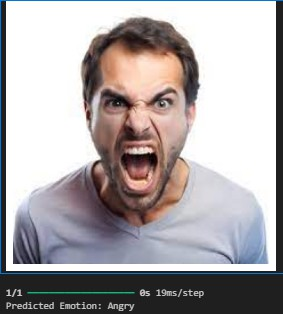 1/1 ━━━━━━━━━━━━━━━━━━━━ 0s 19ms/step
Predicted Emotion: Angry